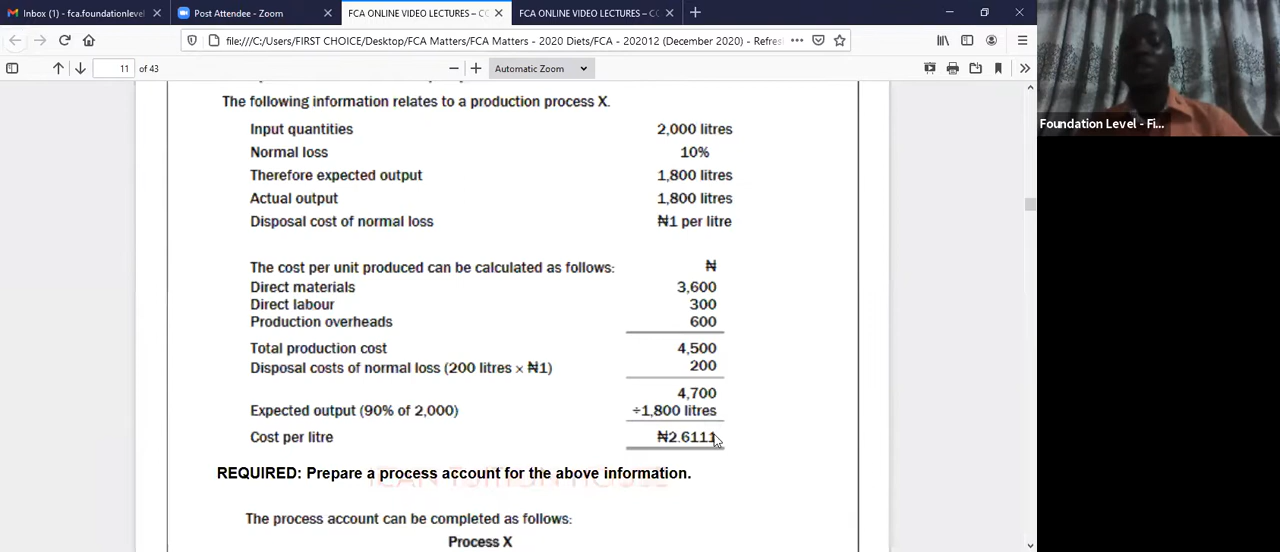 Inbox (1) - fca.foundationlevel
Post Attendee - Zoom
FCA ONLINE VIDEO LECTURES – CO
FCA ONLINE VIDEO LECTURES – CO
file:///C:/Users/FIRST CHOICE/Desktop/FCA Matters/FCA Matters - 2020 Diets/FCA - 202012 (December 2020) - Refres
11 of 43
Automatic Zoom
Foundation Level - Fi...
The following information relates to a production process X.
Input quantities 2,000 litres
Normal loss 10%
Therefore expected output 1,800 litres
Actual output 1,800 litres
Disposal cost of normal loss ₦1 per litre
The cost per unit produced can be calculated as follows: ₦
Direct materials 3,600
Direct labour 300
Production overheads 600
Total production cost 4,500
Disposal costs of normal loss (200 litres × ₦1) 200
4,700
Expected output (90% of 2,000) ÷1,800 litres
Cost per litre ₦2.6111
REQUIRED: Prepare a process account for the above information.
The process account can be completed as follows:
Process X